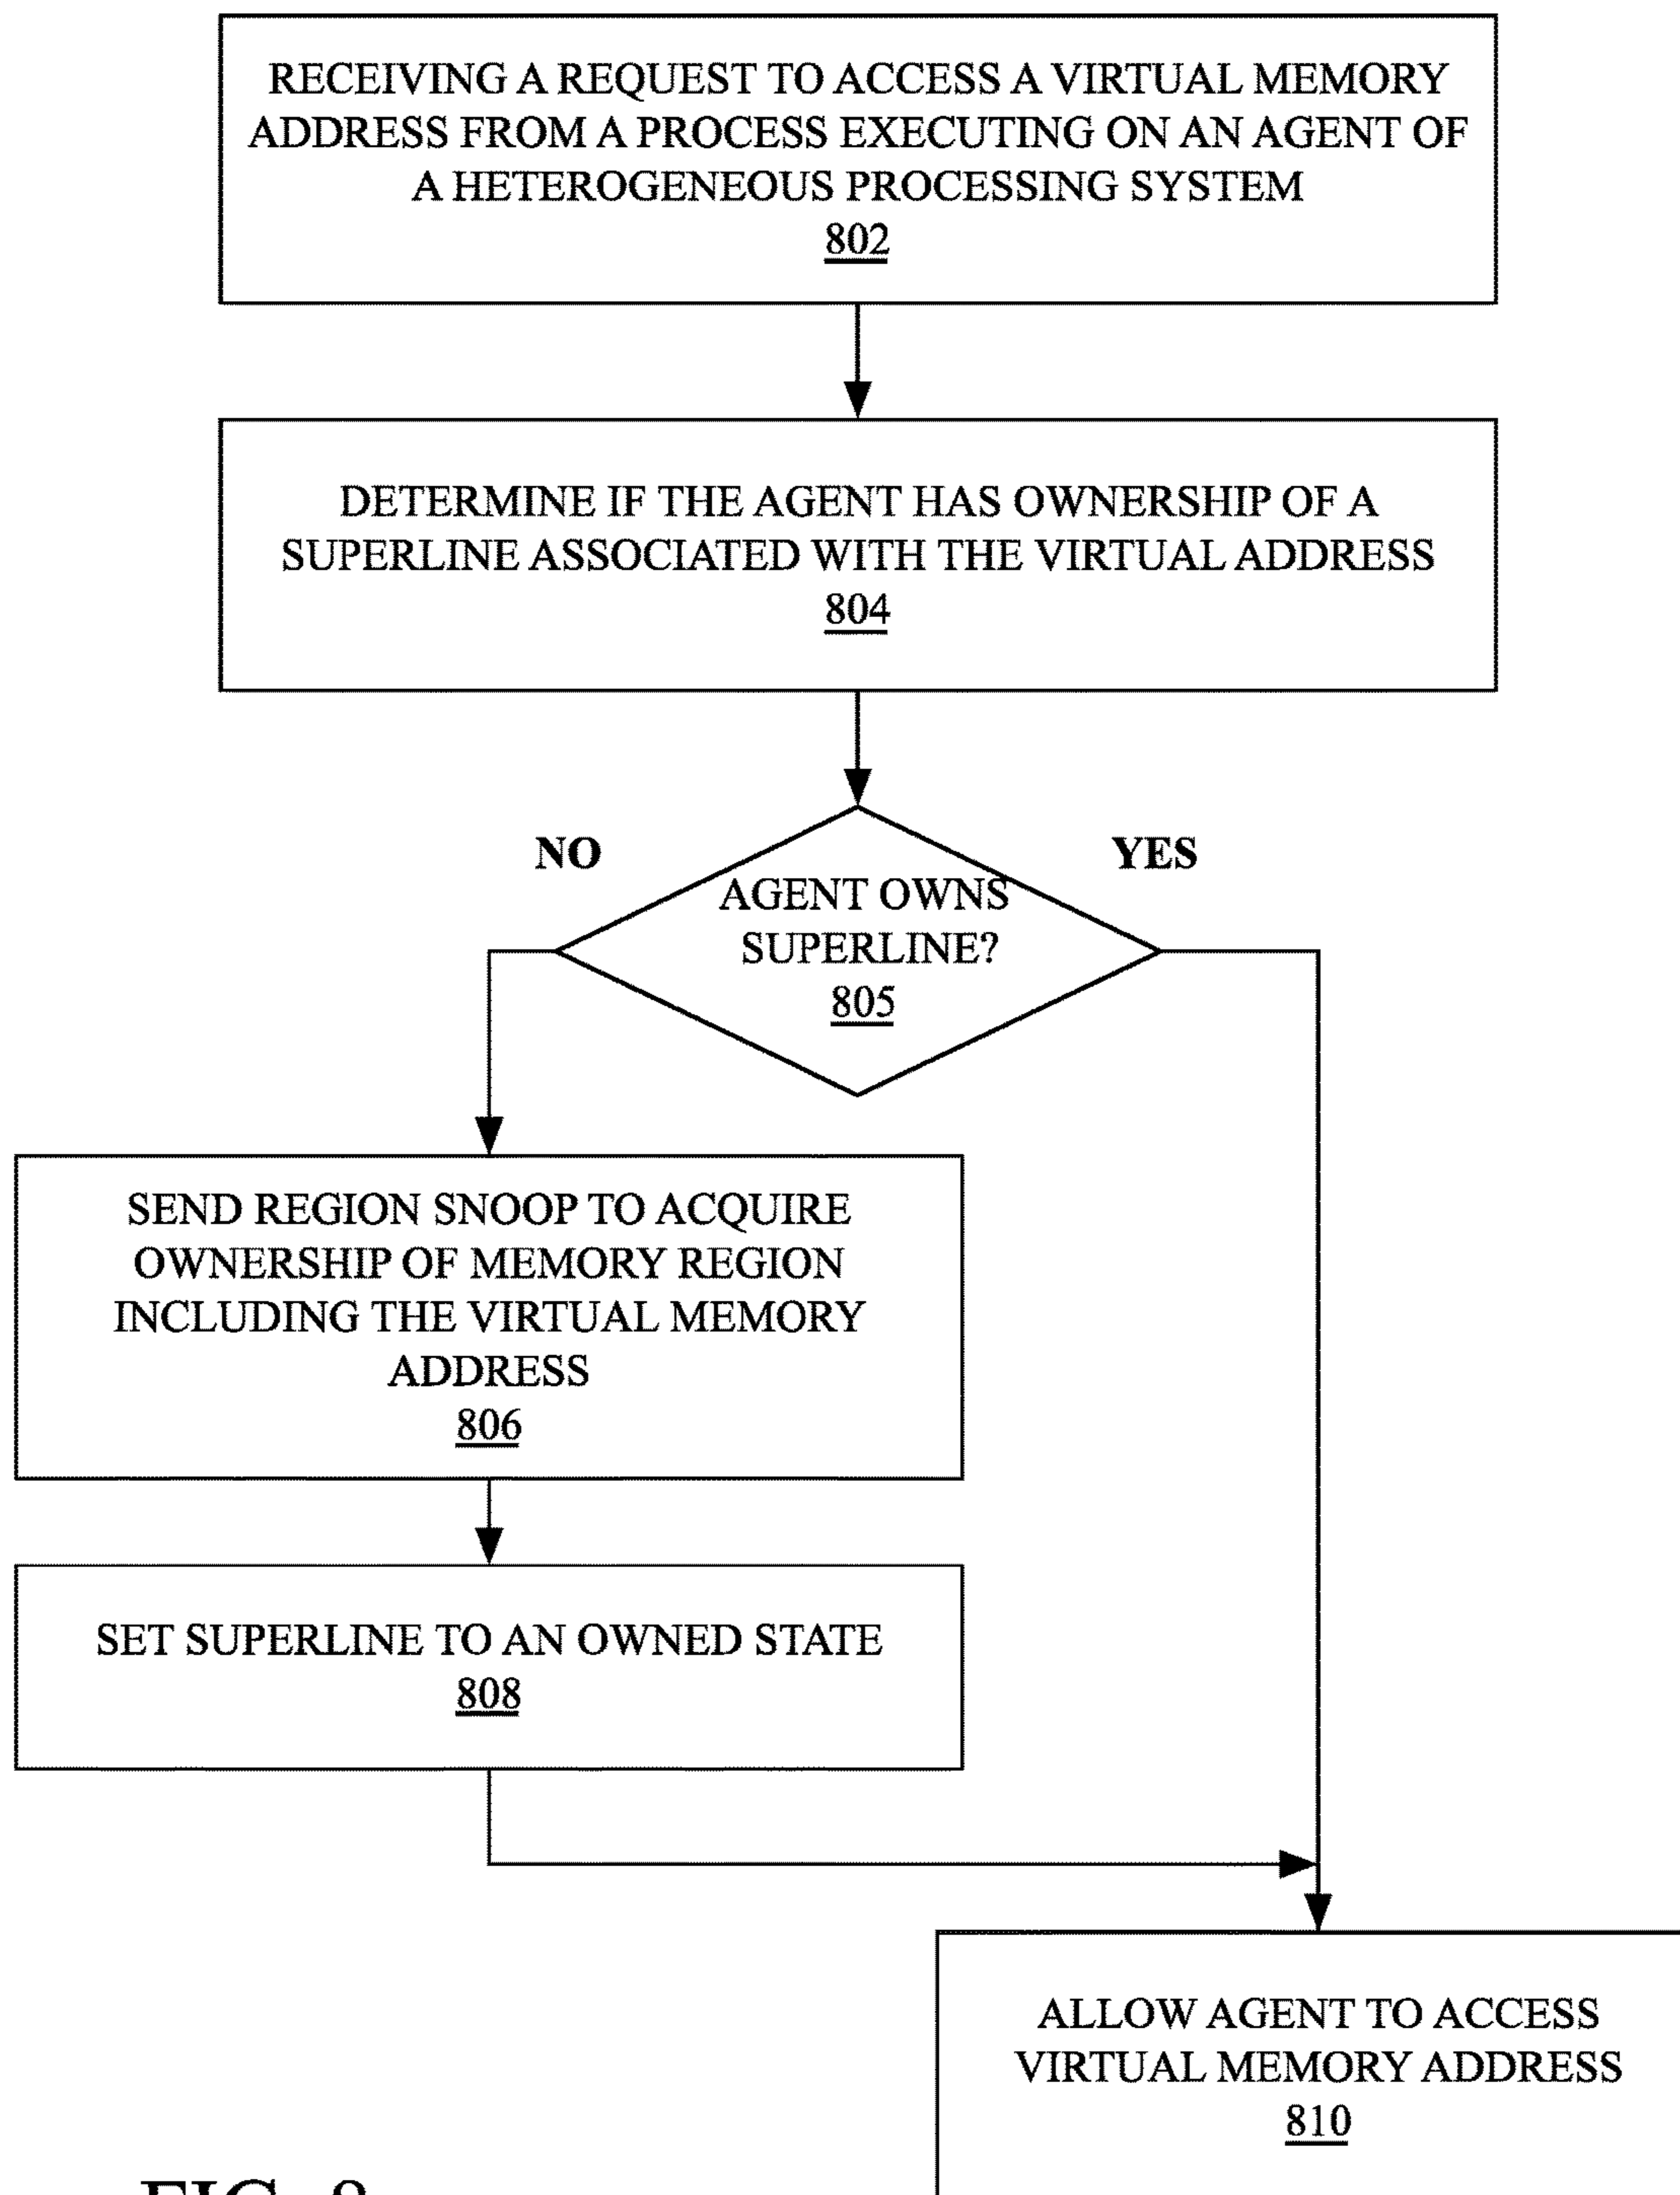 RECEIVING A REQUEST TO ACCESS A VIRTUAL MEMORY
ADDRESS FROM A PROCESS EXECUTING ON AN AGENT OF
A HETEROGENEOUS PROCESSING SYSTEM
802
DETERMINE IF THE AGENT HAS OWNERSHIP OF A
SUPERLINE ASSOCIATED WITH THE VIRTUAL ADDRESS
804
NO
YES
AGENT OWNS
SUPERLINE?
805
SEND REGION SNOOP TO ACQUIRE
OWNERSHIP OF MEMORY REGION
INCLUDING THE VIRTUAL MEMORY
ADDRESS
806
SET SUPERLINE TO AN OWNED STATE
808
ALLOW AGENT TO ACCESS
VIRTUAL MEMORY ADDRESS
810
FIG. 8